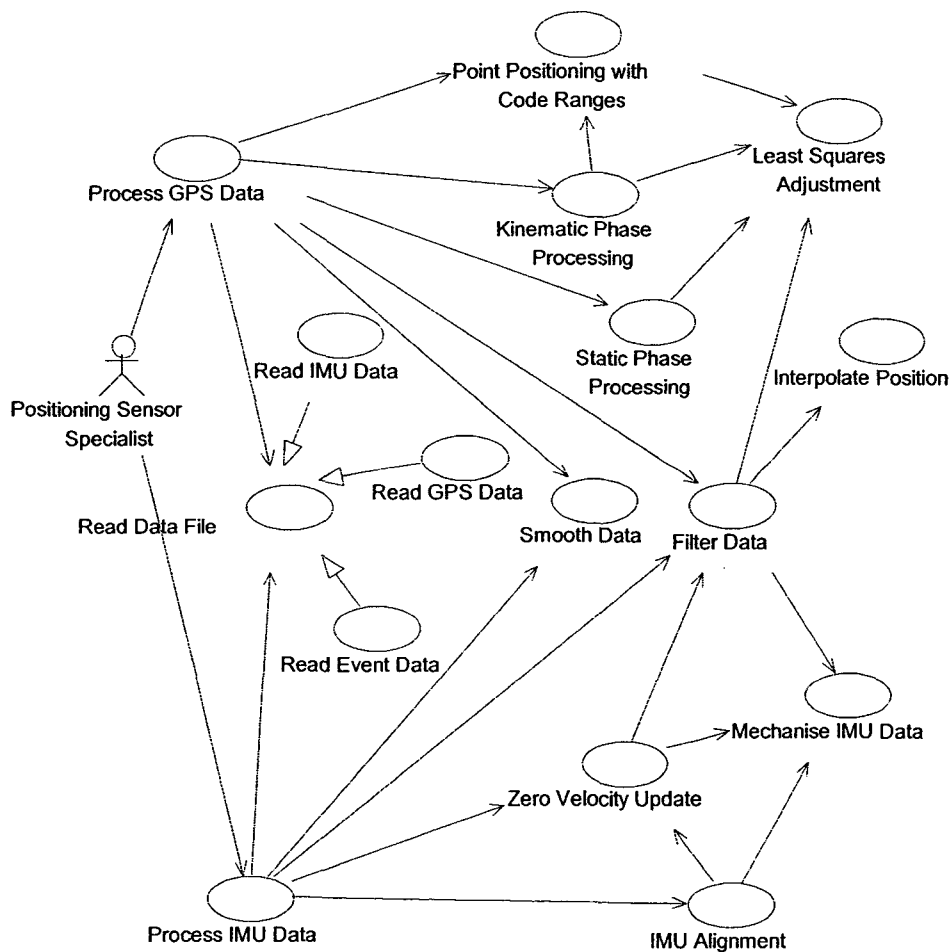 Point Positioning with
Code Ranges
Least Squares
Adjustment
Process GPS Data
Kinematic Phase
Processing
Static Phase
Processing
Read IMU Data
Interpolate Position
Positioning Sensor
Specialist
Read GPS Data
Read Data File
Smooth Data
Filter Data
Read Event Data
Mechanise IMU Data
Zero Velocity Update
Process IMU Data
IMU Alignment